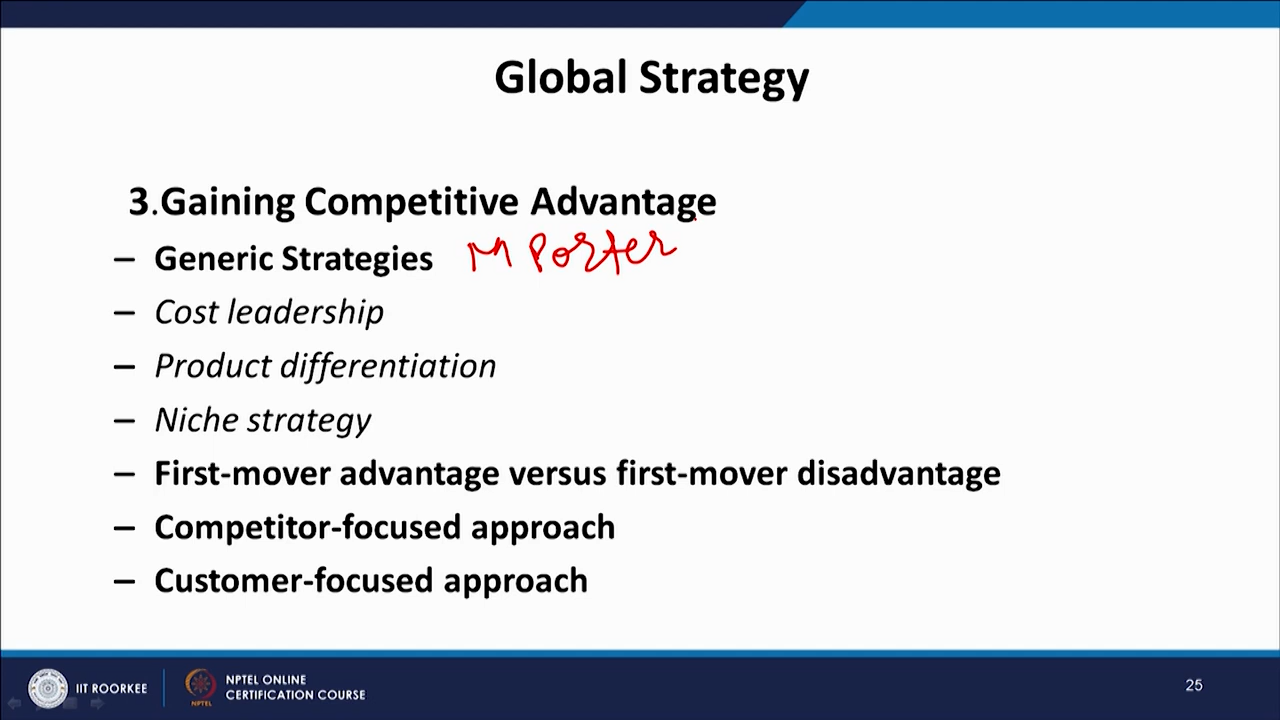 Global Strategy
3.Gaining Competitive Advantage
– Generic Strategies M Porter
– Cost leadership
– Product differentiation
– Niche strategy
– First-mover advantage versus first-mover disadvantage
– Competitor-focused approach
– Customer-focused approach
IIT ROORKEE
NPTEL
NPTEL ONLINE
CERTIFICATION COURSE
25